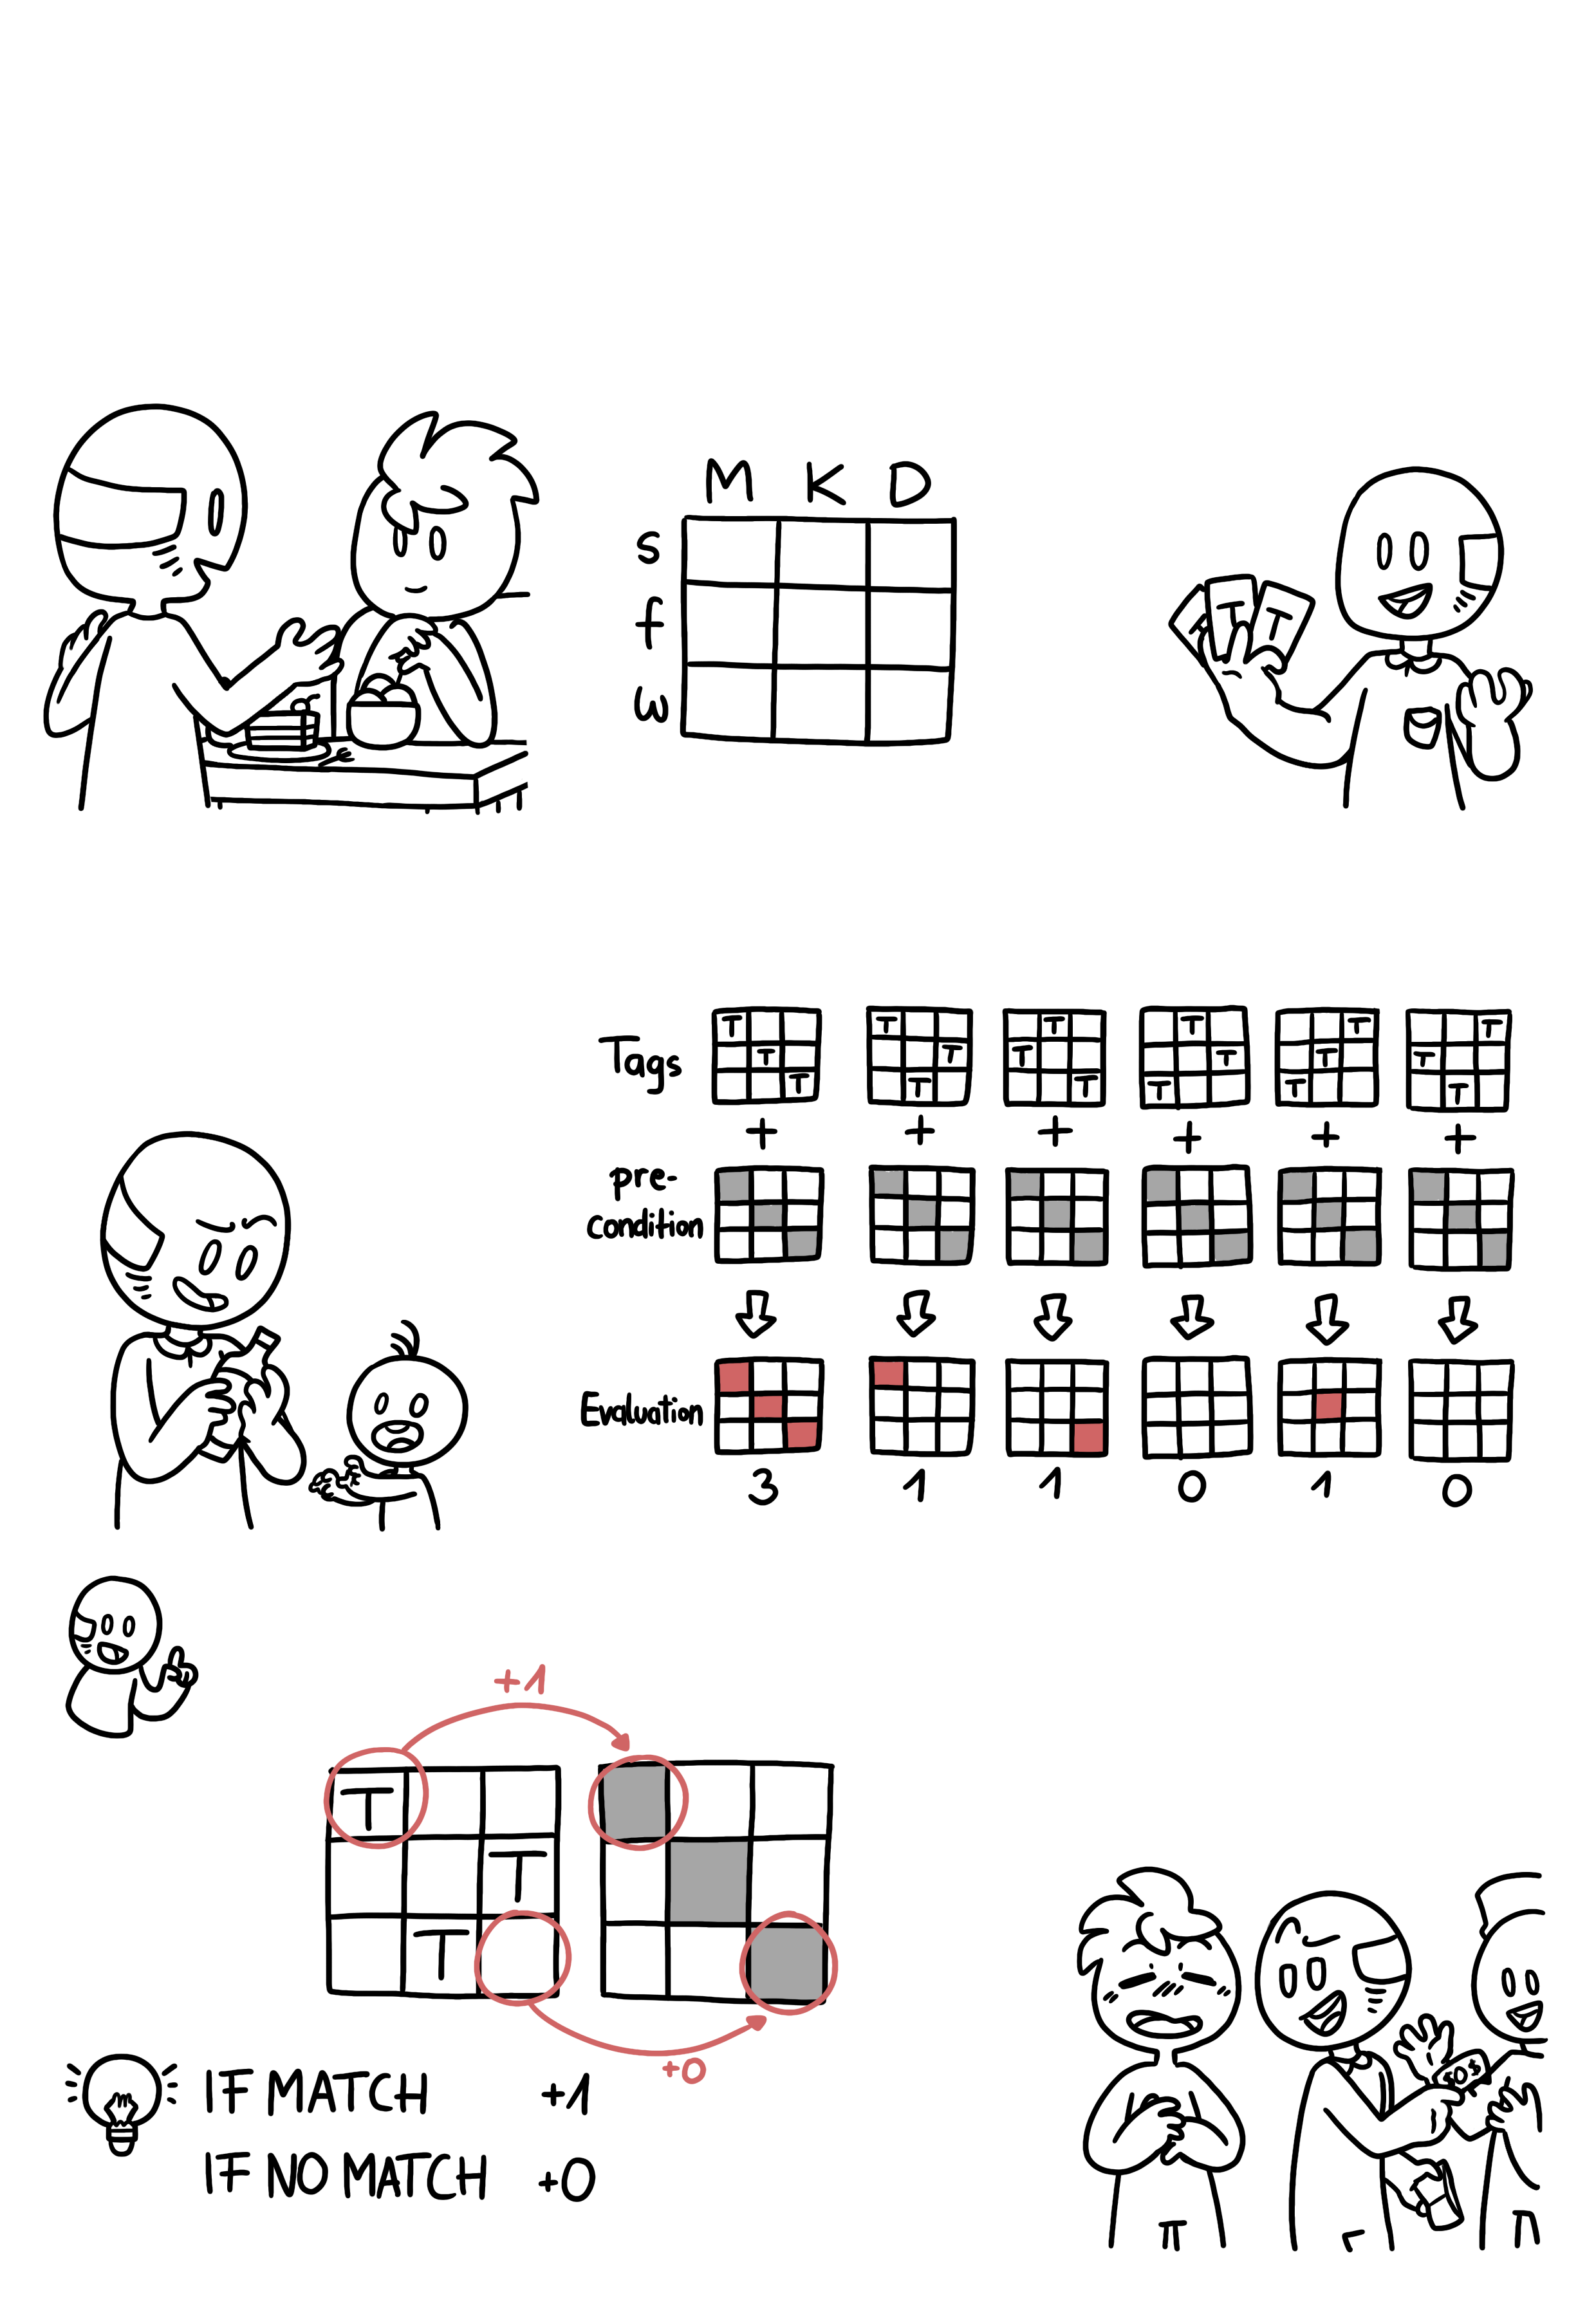 M K D
s
f
w
T T T
Tags
T T T T T T
T T T T T T
T T T T T T
+ + + + + +
pre-
condition
Evaluation
3 1 1 0 1 0
+1
T
T
T
+0
IF MATCH +1
IF NO MATCH +0